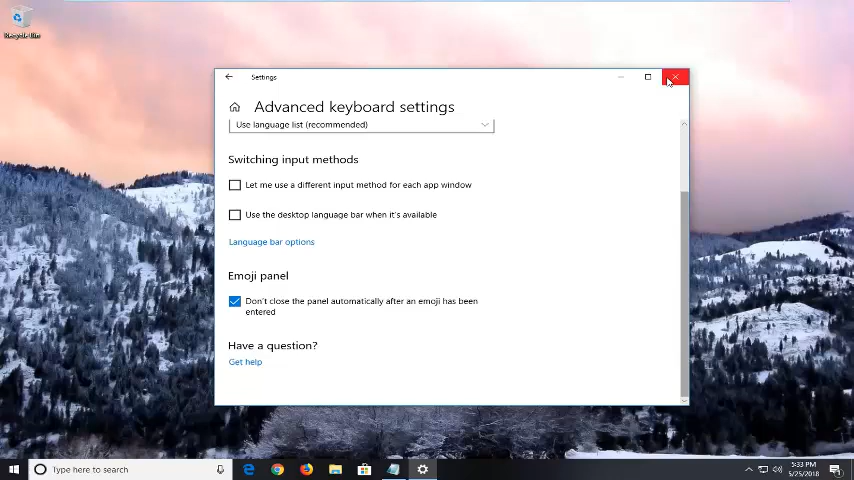 Recycle Bin
Settings
Advanced keyboard settings
Use language list (recommended)
Switching input methods
Let me use a different input method for each app window
Use the desktop language bar when it's available
Language bar options
Emoji panel
Don't close the panel automatically after an emoji has been
entered
Have a question?
Get help
Type here to search
5:33 PM
5/25/2018